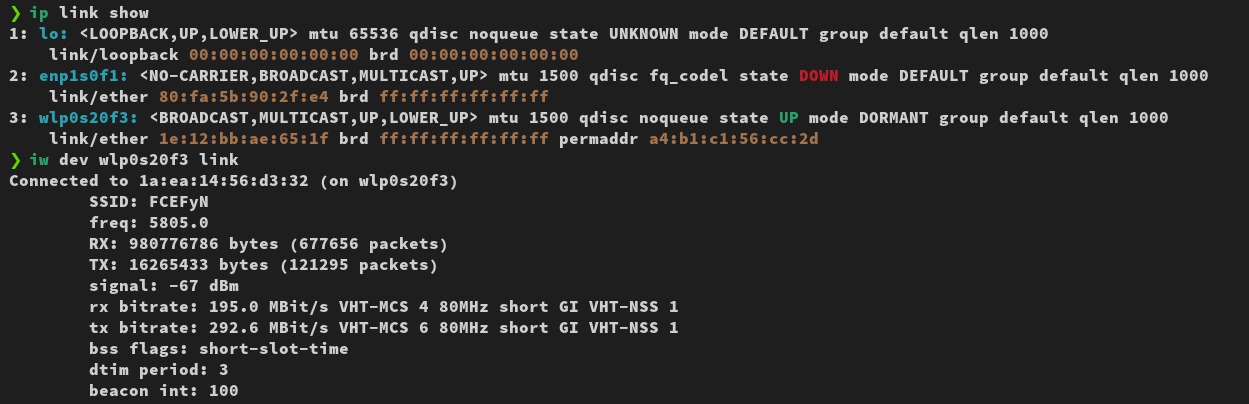 ❯ ip link show
1: lo: <LOOPBACK,UP,LOWER_UP> mtu 65536 qdisc noqueue state UNKNOWN mode DEFAULT group default qlen 1000
    link/loopback 00:00:00:00:00:00 brd 00:00:00:00:00:00
2: enp1s0f1: <NO-CARRIER,BROADCAST,MULTICAST,UP> mtu 1500 qdisc fq_codel state DOWN mode DEFAULT group default qlen 1000
    link/ether 80:fa:5b:90:2f:e4 brd ff:ff:ff:ff:ff:ff
3: wlp0s20f3: <BROADCAST,MULTICAST,UP,LOWER_UP> mtu 1500 qdisc noqueue state UP mode DORMANT group default qlen 1000
    link/ether 1e:12:bb:ae:65:1f brd ff:ff:ff:ff:ff:ff permaddr a4:b1:c1:56:cc:2d
❯ iw dev wlp0s20f3 link
Connected to 1a:ea:14:56:d3:32 (on wlp0s20f3)
        SSID: FCEFyN
        freq: 5805.0
        RX: 980776786 bytes (677656 packets)
        TX: 16265433 bytes (121295 packets)
        signal: -67 dBm
        rx bitrate: 195.0 MBit/s VHT-MCS 4 80MHz short GI VHT-NSS 1
        tx bitrate: 292.6 MBit/s VHT-MCS 6 80MHz short GI VHT-NSS 1
        bss flags: short-slot-time
        dtim period: 3
        beacon int: 100